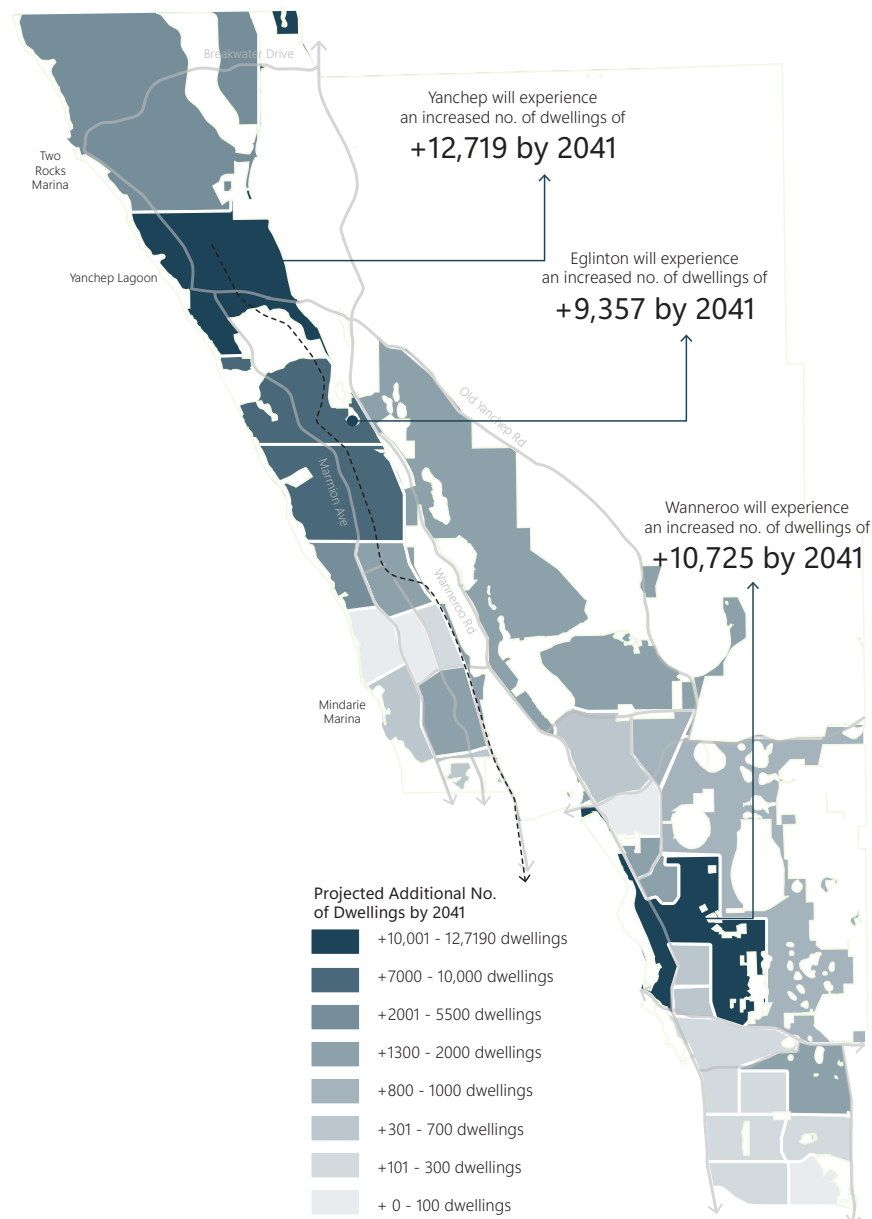 Breakwater Drive
Yanchep will experience
an increased no. of dwellings of
+12,719 by 2041
Two
Rocks
Marina
Eglinton will experience
an increased no. of dwellings of
+9,357 by 2041
Yanchep Lagoon
Old Yanchep Rd
Marmion Ave
Wanneroo will experience
an increased no. of dwellings of
+10,725 by 2041
Wanneroo Rd
Mindarie
Marina
Projected Additional No.
of Dwellings by 2041
+10,001 - 12,7190 dwellings
+7000 - 10,000 dwellings
+2001 - 5500 dwellings
+1300 - 2000 dwellings
+800 - 1000 dwellings
+301 - 700 dwellings
+101 - 300 dwellings
+ 0 - 100 dwellings